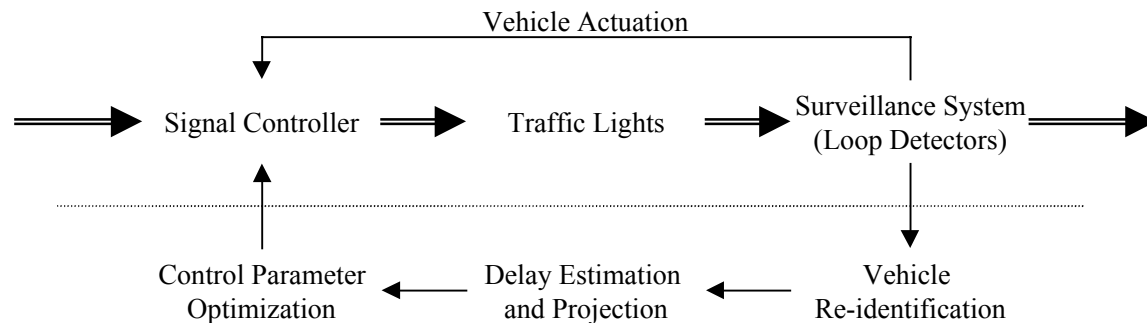 Vehicle Actuation
Signal Controller
Traffic Lights
Surveillance System
(Loop Detectors)
Control Parameter
Optimization
Delay Estimation
and Projection
Vehicle
Re-identification